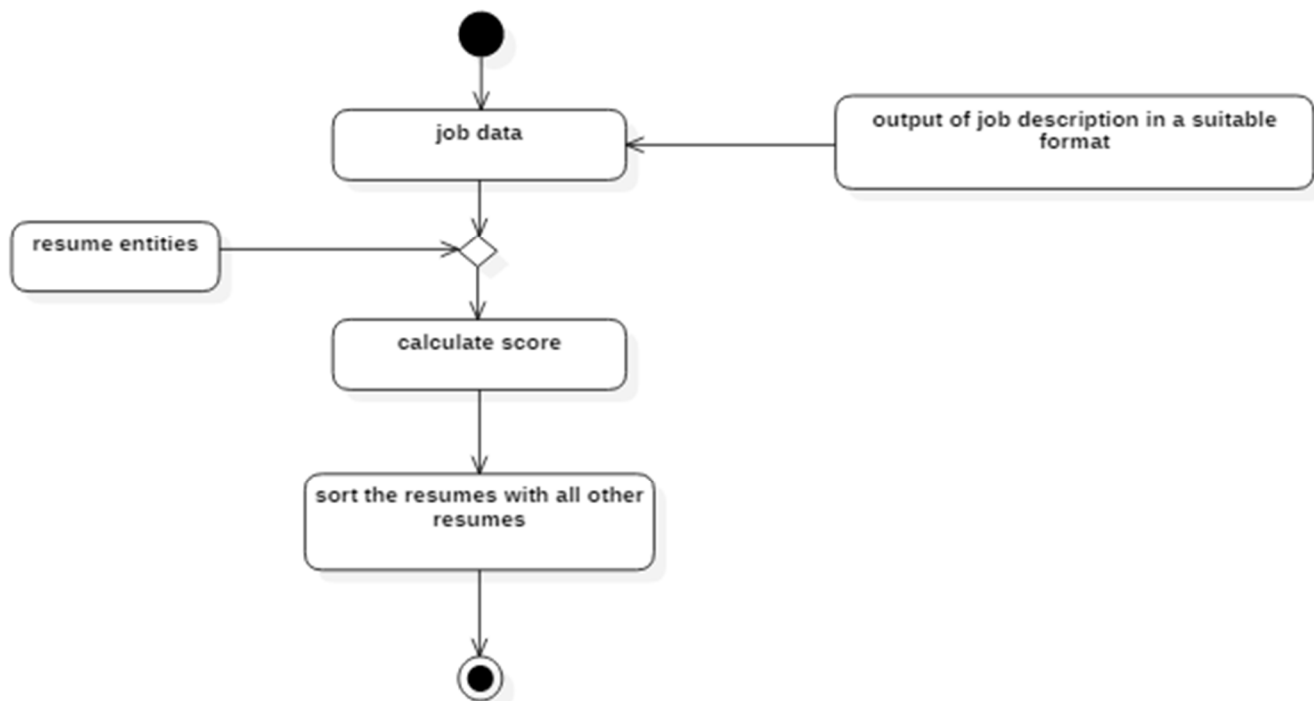 job data
output of job description in a suitable
format
resume entities
calculate score
sort the resumes with all other
resumes